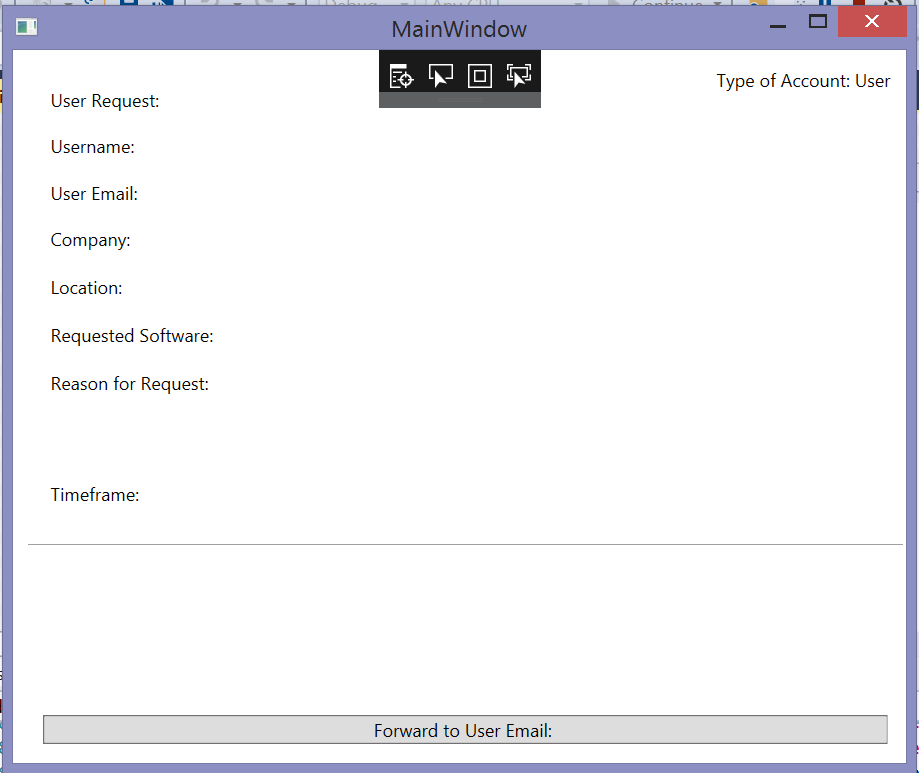 MainWindow
Type of Account: User
User Request:
Username:
User Email:
Company:
Location:
Requested Software:
Reason for Request:
Timeframe:
Forward to User Email: